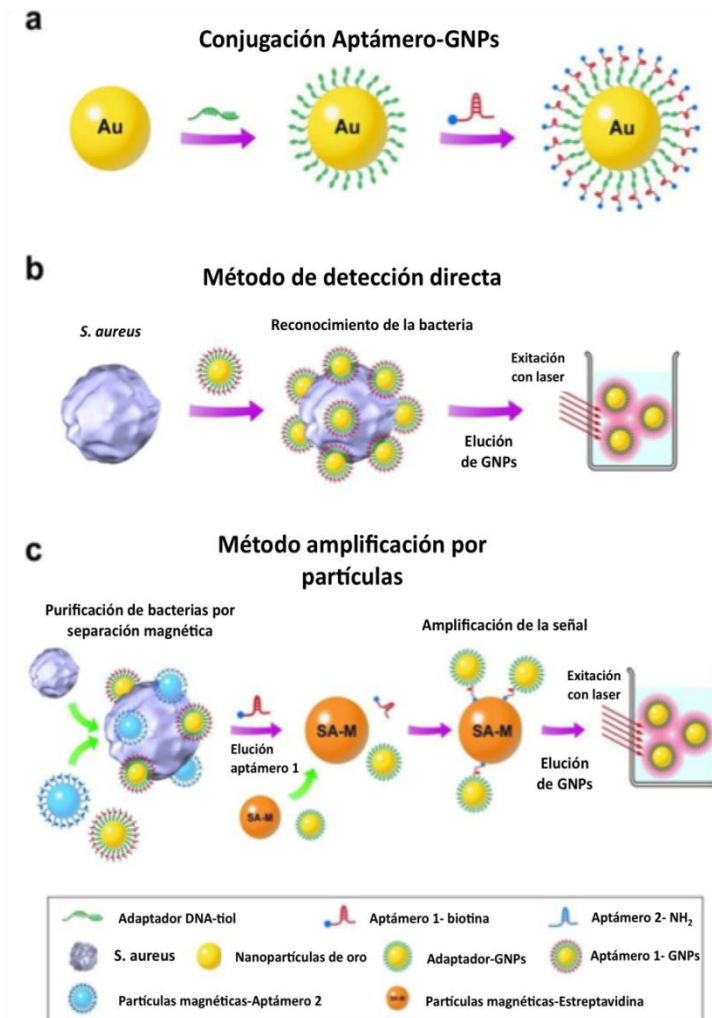 a
Conjugación Aptámero-GNPs
Au
Au
Au
b
Método de detección directa
S. aureus
Reconocimiento de la bacteria
Exitación
con laser
Elución
de GNPs
c
Método amplificación por
partículas
Purificación de bacterias por
separación magnética
Amplificación de la señal
Elución
aptámero 1
SA-M
SA-M
SA-M
Exitación
con laser
Elución
de GNPs
Adaptador DNA-tiol
Aptámero 1- biotina
Aptámero 2- NH₂
S. aureus
Nanopartículas de oro
Adaptador-GNPs
Aptámero 1- GNPs
Partículas magnéticas-Aptámero 2
SA-M
Partículas magnéticas-Estreptavidina